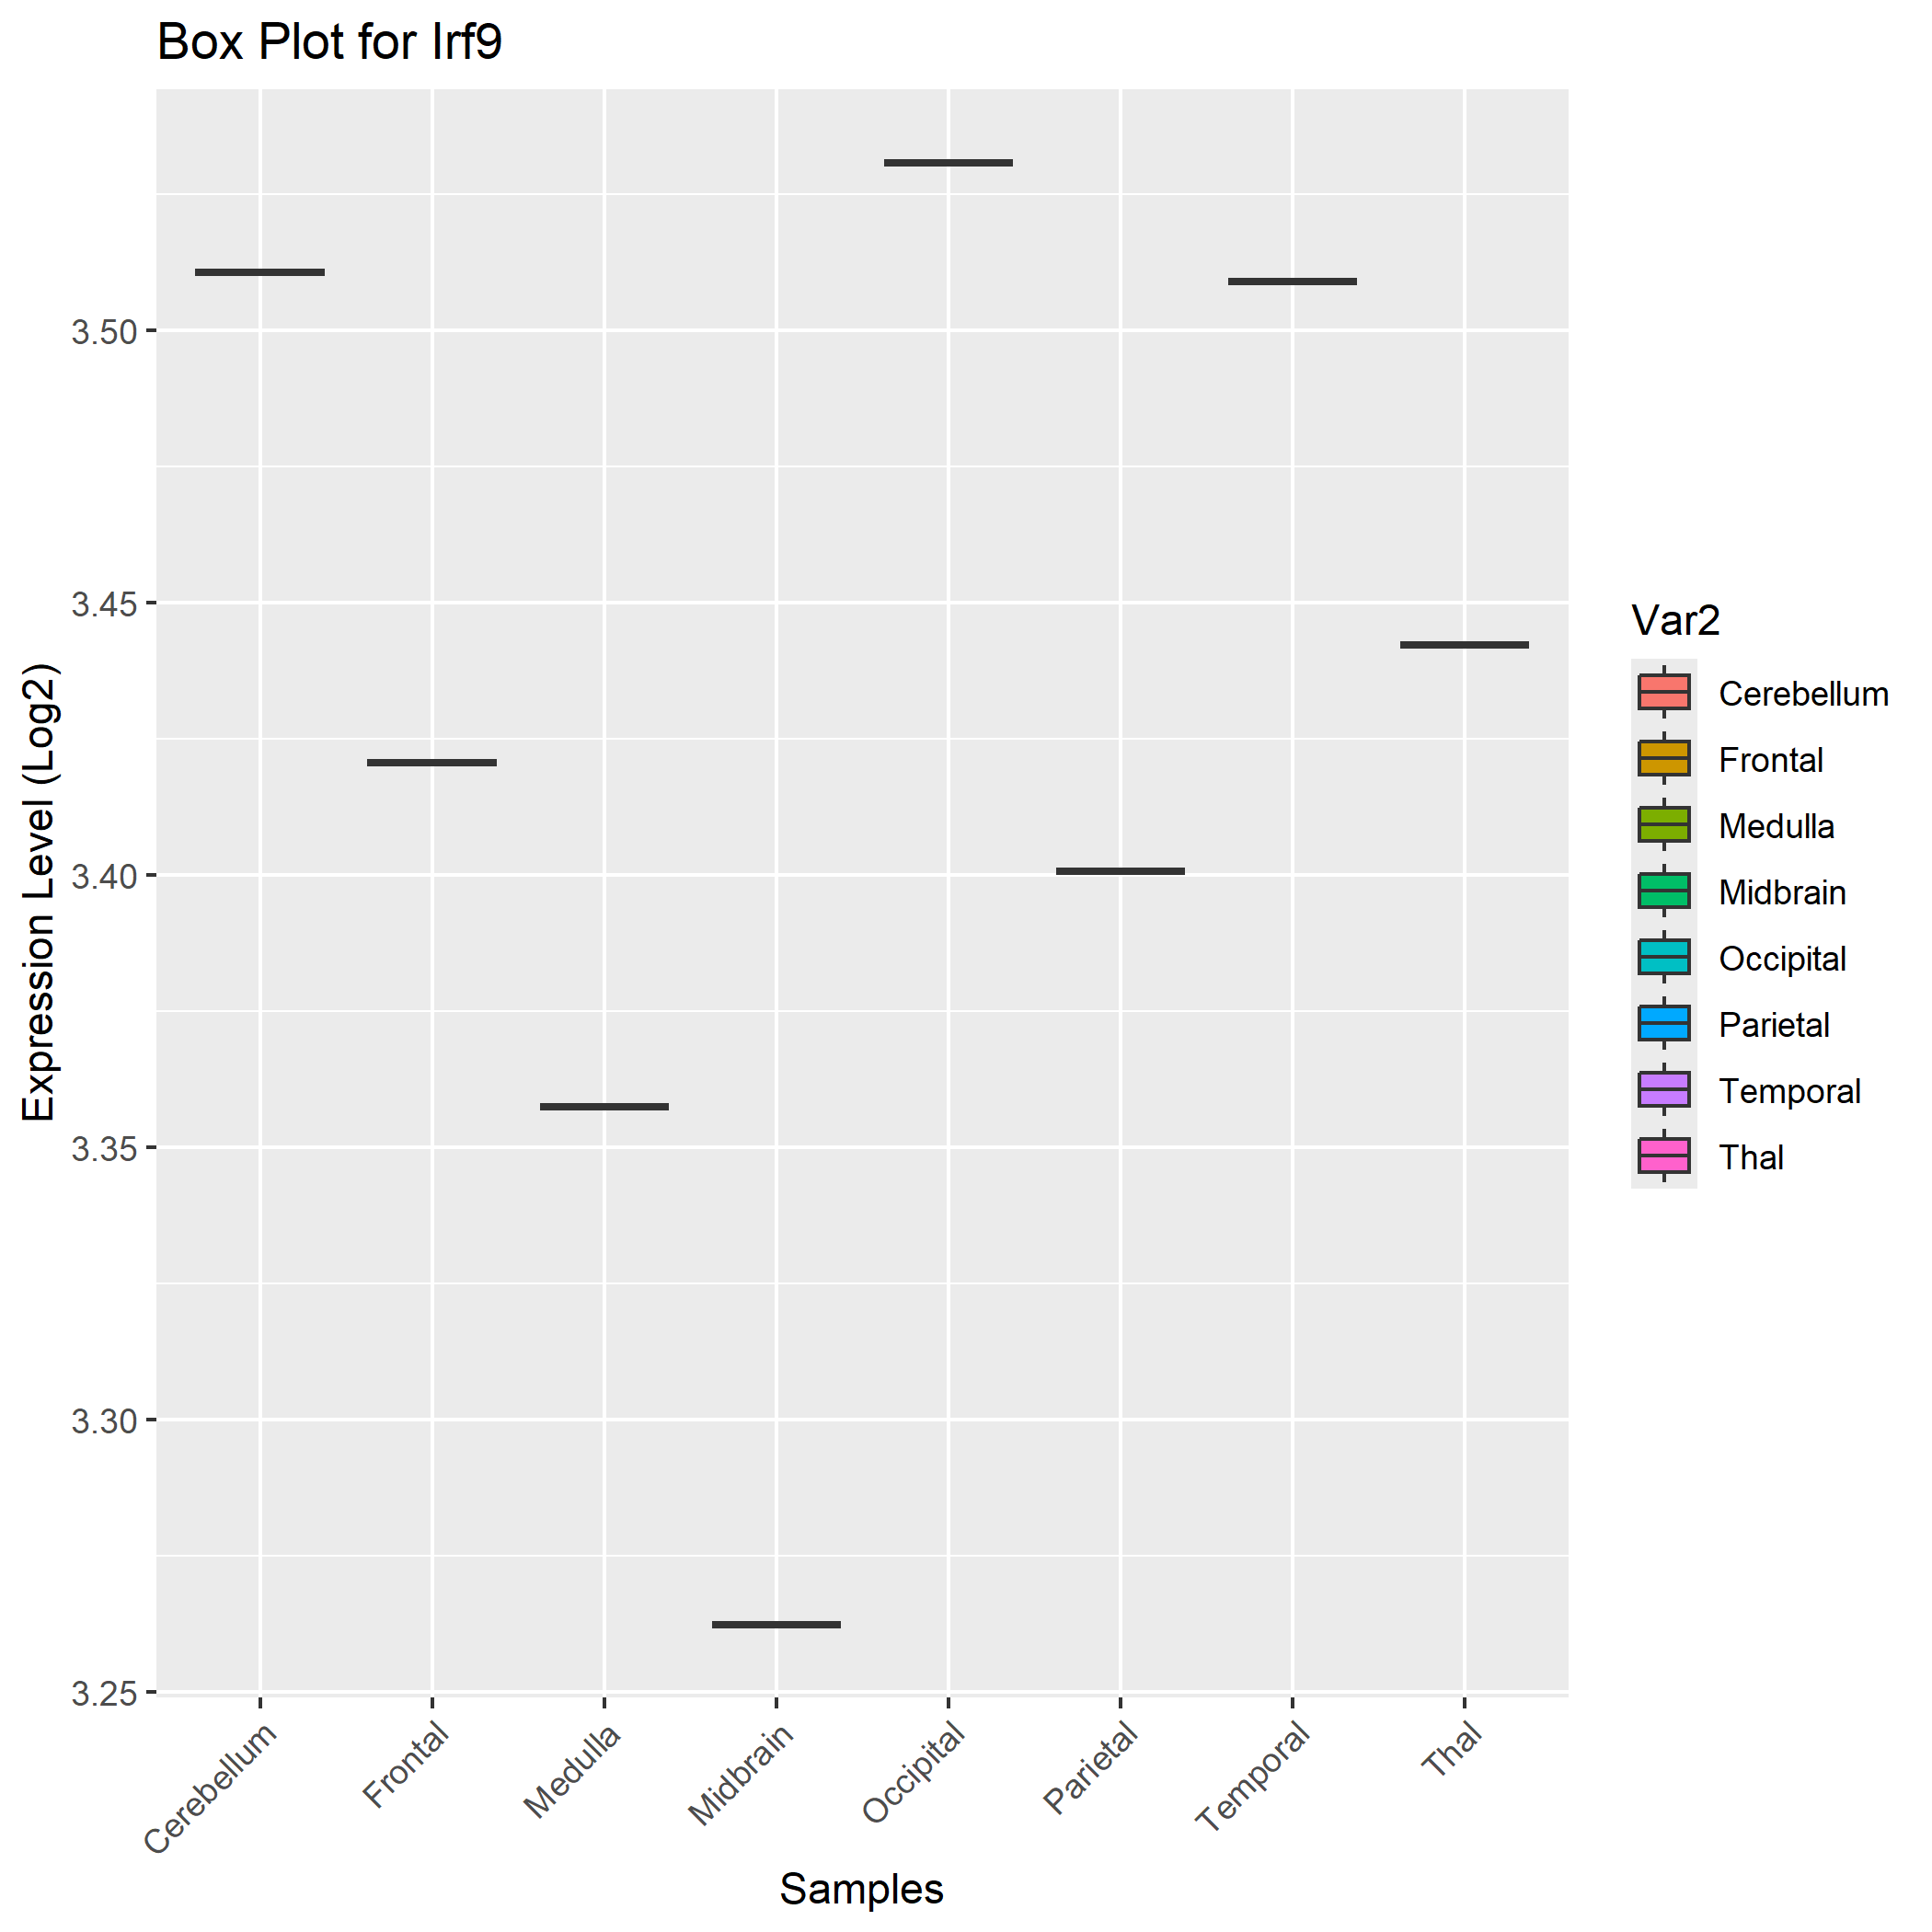 Box Plot for Irf9
Expression Level (Log2)
3.50
3.45
3.40
3.35
3.30
3.25
Cerebellum
Frontal
Medulla
Midbrain
Occipital
Parietal
Temporal
Thal
Samples
Var2
Cerebellum
Frontal
Medulla
Midbrain
Occipital
Parietal
Temporal
Thal